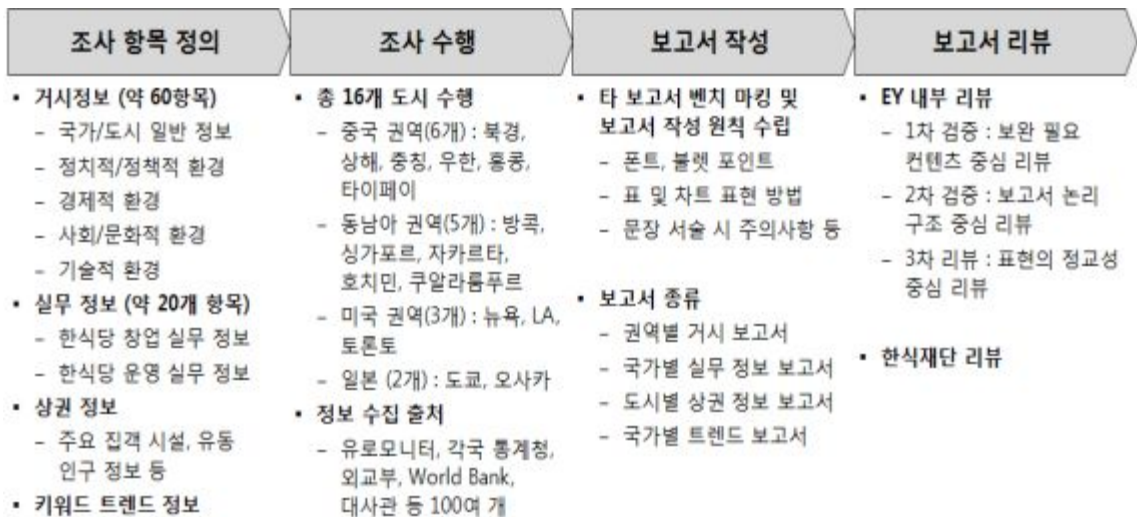 조사 항목 정의
▪ 거시정보 (약 60항목)
– 국가/도시 일반 정보
– 정치적/정책적 환경
– 경제적 환경
– 사회/문화적 환경
– 기술적 환경
▪ 실무 정보 (약 20개 항목)
– 한식당 창업 실무 정보
– 한식당 운영 실무 정보
▪ 상권 정보
– 주요 집객 시설, 유동
인구 정보 등
▪ 키워드 트렌드 정보
조사 수행
▪ 총 16개 도시 수행
– 중국 권역(6개) : 북경,
상해, 중칭, 우한, 홍콩,
타이페이
– 동남아 권역(5개) : 방콕,
싱가포르, 자카르타,
호치민, 쿠알라룸푸르
– 미국 권역(3개) : 뉴욕, LA,
토론토
– 일본 (2개) : 도쿄, 오사카
▪ 정보 수집 출처
– 유로모니터, 각국 통계청,
외교부, World Bank,
대사관 등 100여 개
보고서 작성
▪ 타 보고서 벤치 마킹 및
보고서 작성 원칙 수립
– 폰트, 불렛 포인트
– 표 및 차트 표현 방법
– 문장 서술 시 주의사항 등
▪ 보고서 종류
– 권역별 거시 보고서
– 국가별 실무 정보 보고서
– 도시별 상권 정보 보고서
– 국가별 트렌드 보고서
보고서 리뷰
▪ EY 내부 리뷰
– 1차 검증 : 보완 필요
컨텐츠 중심 리뷰
– 2차 검증 : 보고서 논리
구조 중심 리뷰
– 3차 리뷰 : 표현의 정교성
중심 리뷰
▪ 한식재단 리뷰